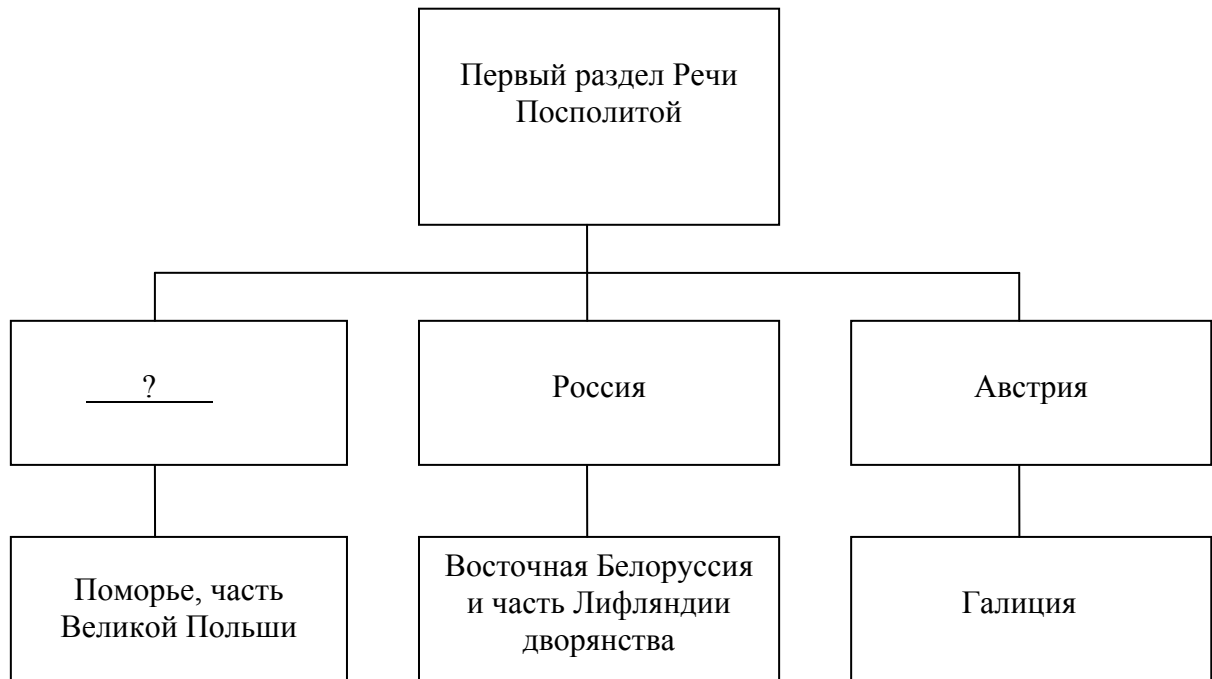 Первый раздел Речи
Посполитой
?
Россия
Австрия
Поморье, часть
Великой Польши
Восточная Белоруссия
и часть Лифляндии
дворянства
Галиция